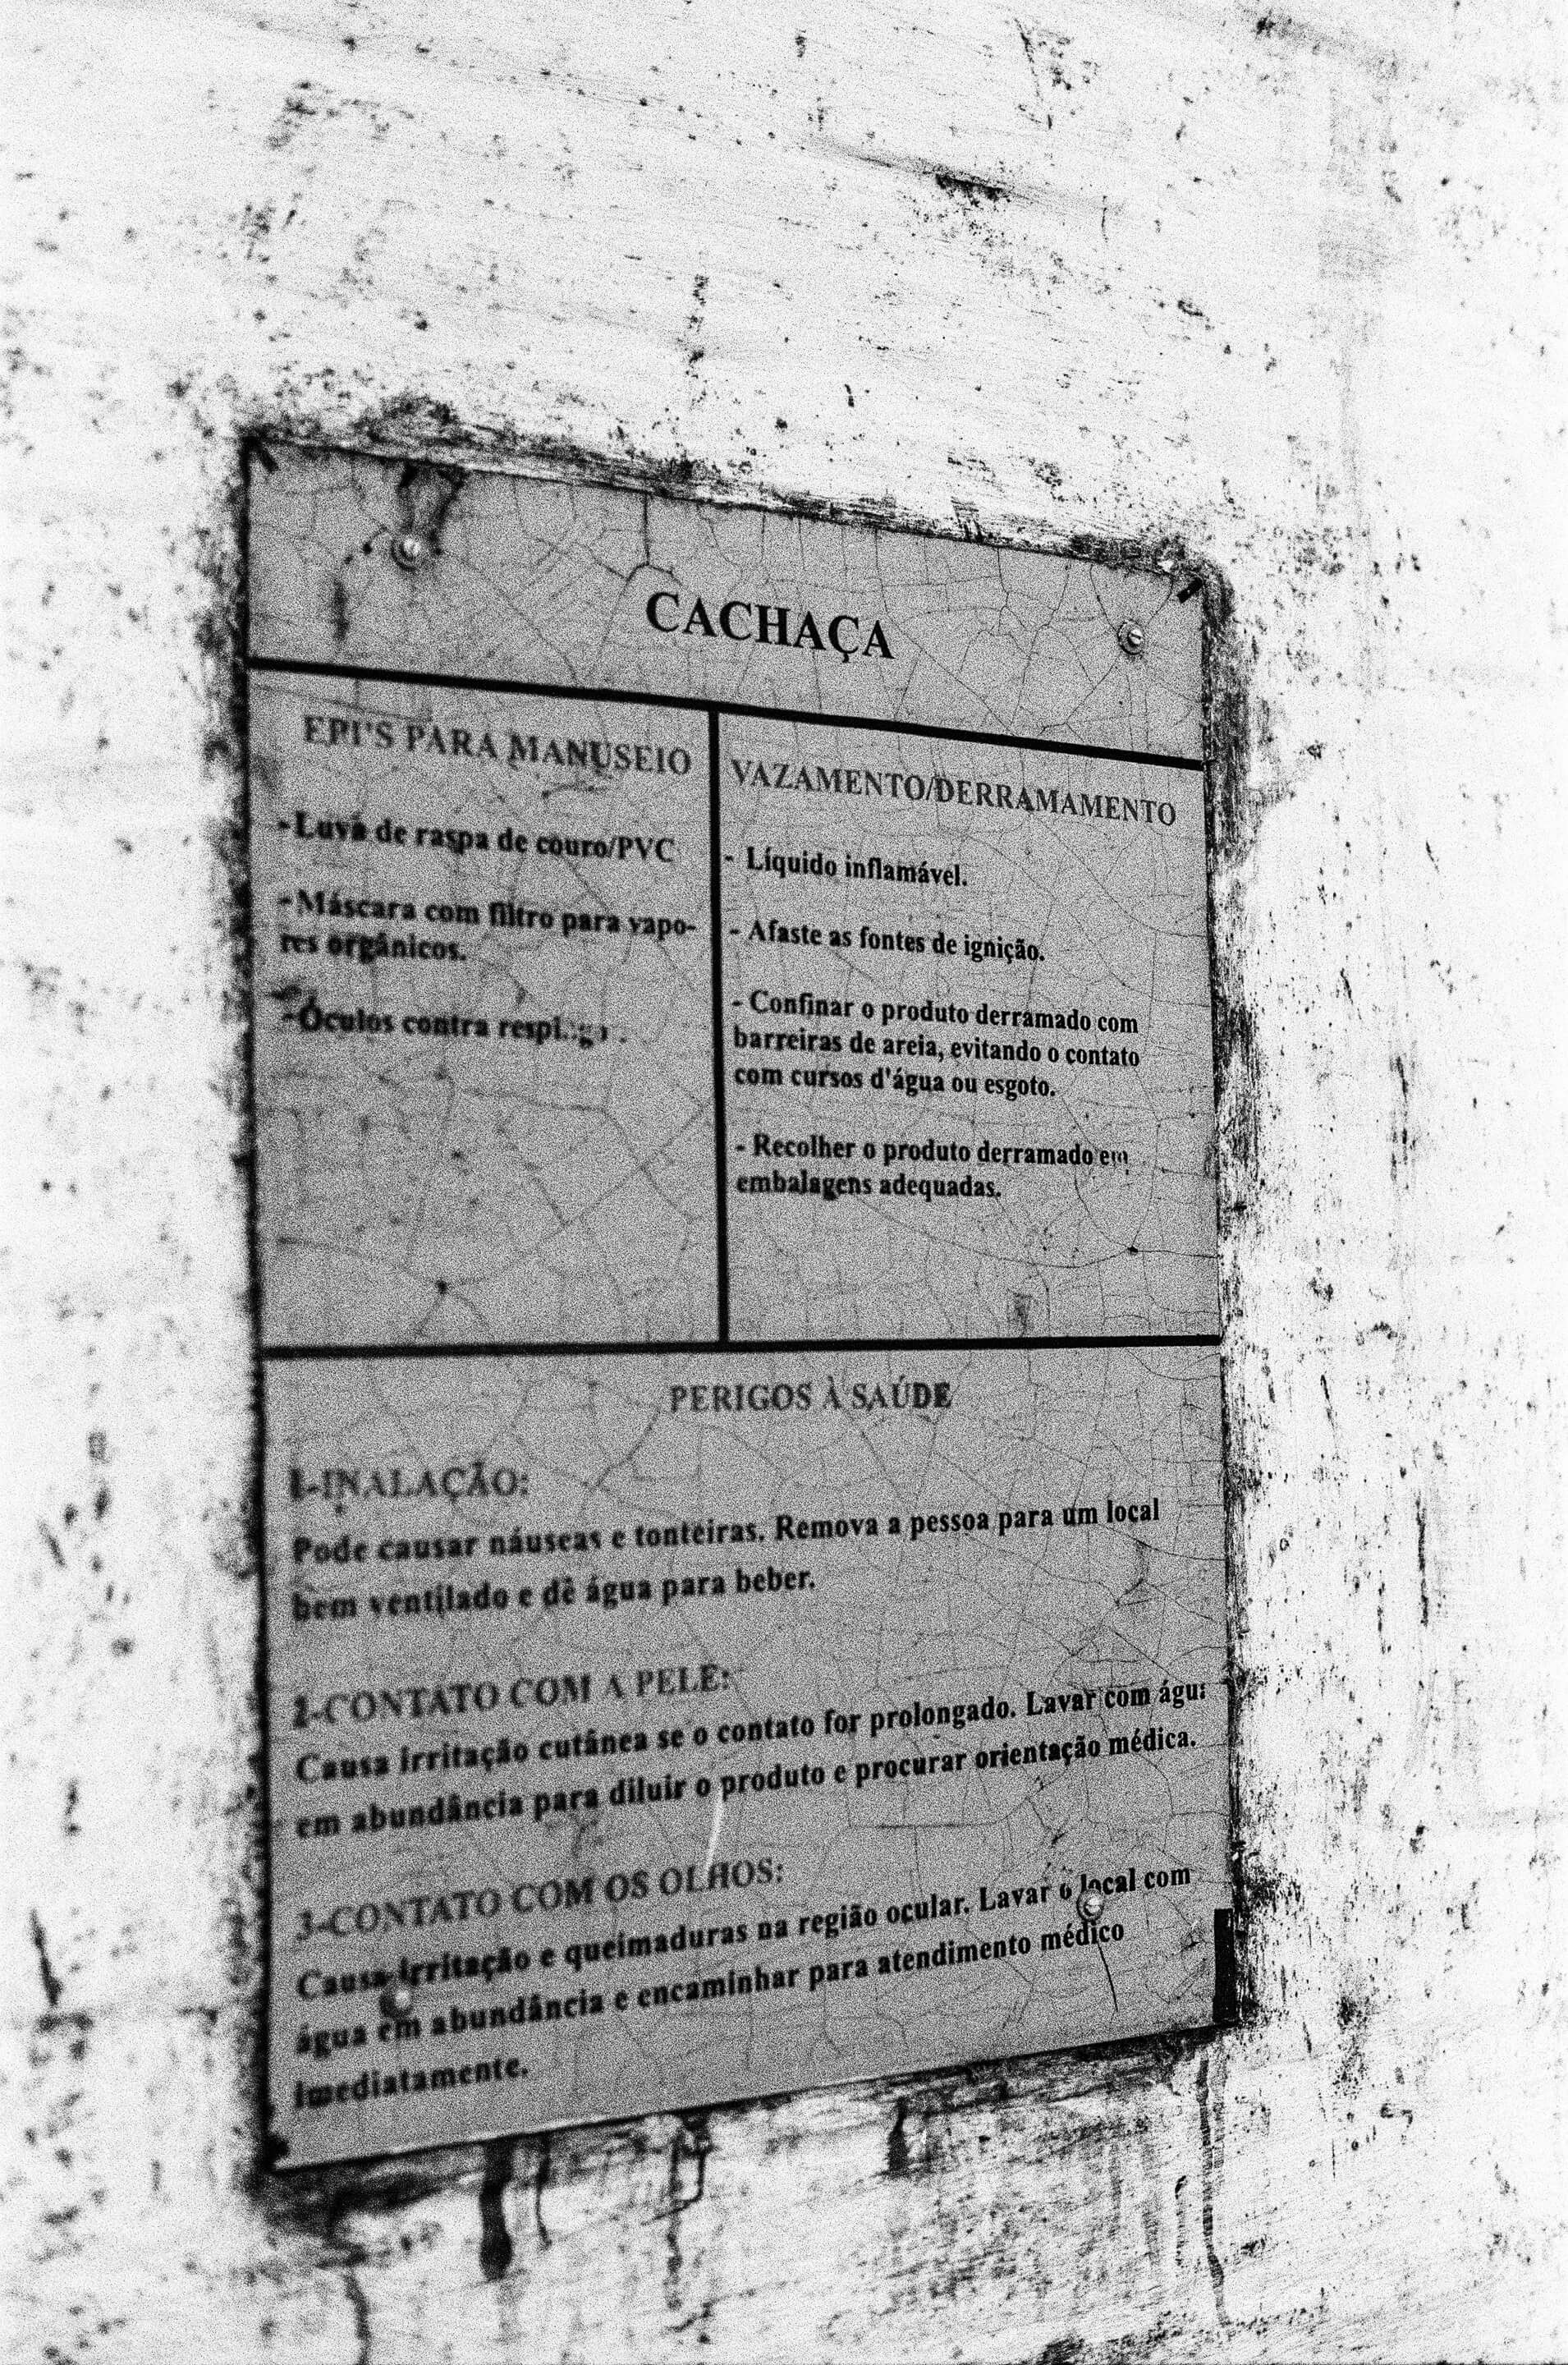 CACHAÇA
EPI'S PARA MANUSEIO
- Luva de raspa de couro/PVC
- Máscara com filtro para vapo-
res orgânicos.
- Óculos contra
VAZAMENTO/DERRAMAMENTO
- Líquido inflamável.
- Afaste as fontes de ignição.
- Confinar o produto derramado com
barreiras de areia, evitando o contato
com cursos d'água ou esgoto.
- Recolher o produto derramado em
embalagens adequadas.
PERIGOS À SAÚDE
1-INALAÇÃO:
Pode causar náuseas e tonteiras. Remova a pessoa para um local
bem ventilado e dê água para beber.
2-CONTATO COM A PELE:
Causa irritação cutânea se o contato for prolongado. Lavar com água
em abundância para diluir o produto e procurar orientação médica.
3-CONTATO COM OS OLHOS:
Causa irritação e queimaduras na região ocular. Lavar o local com
água em abundância e encaminhar para atendimento médico
imediatamente.